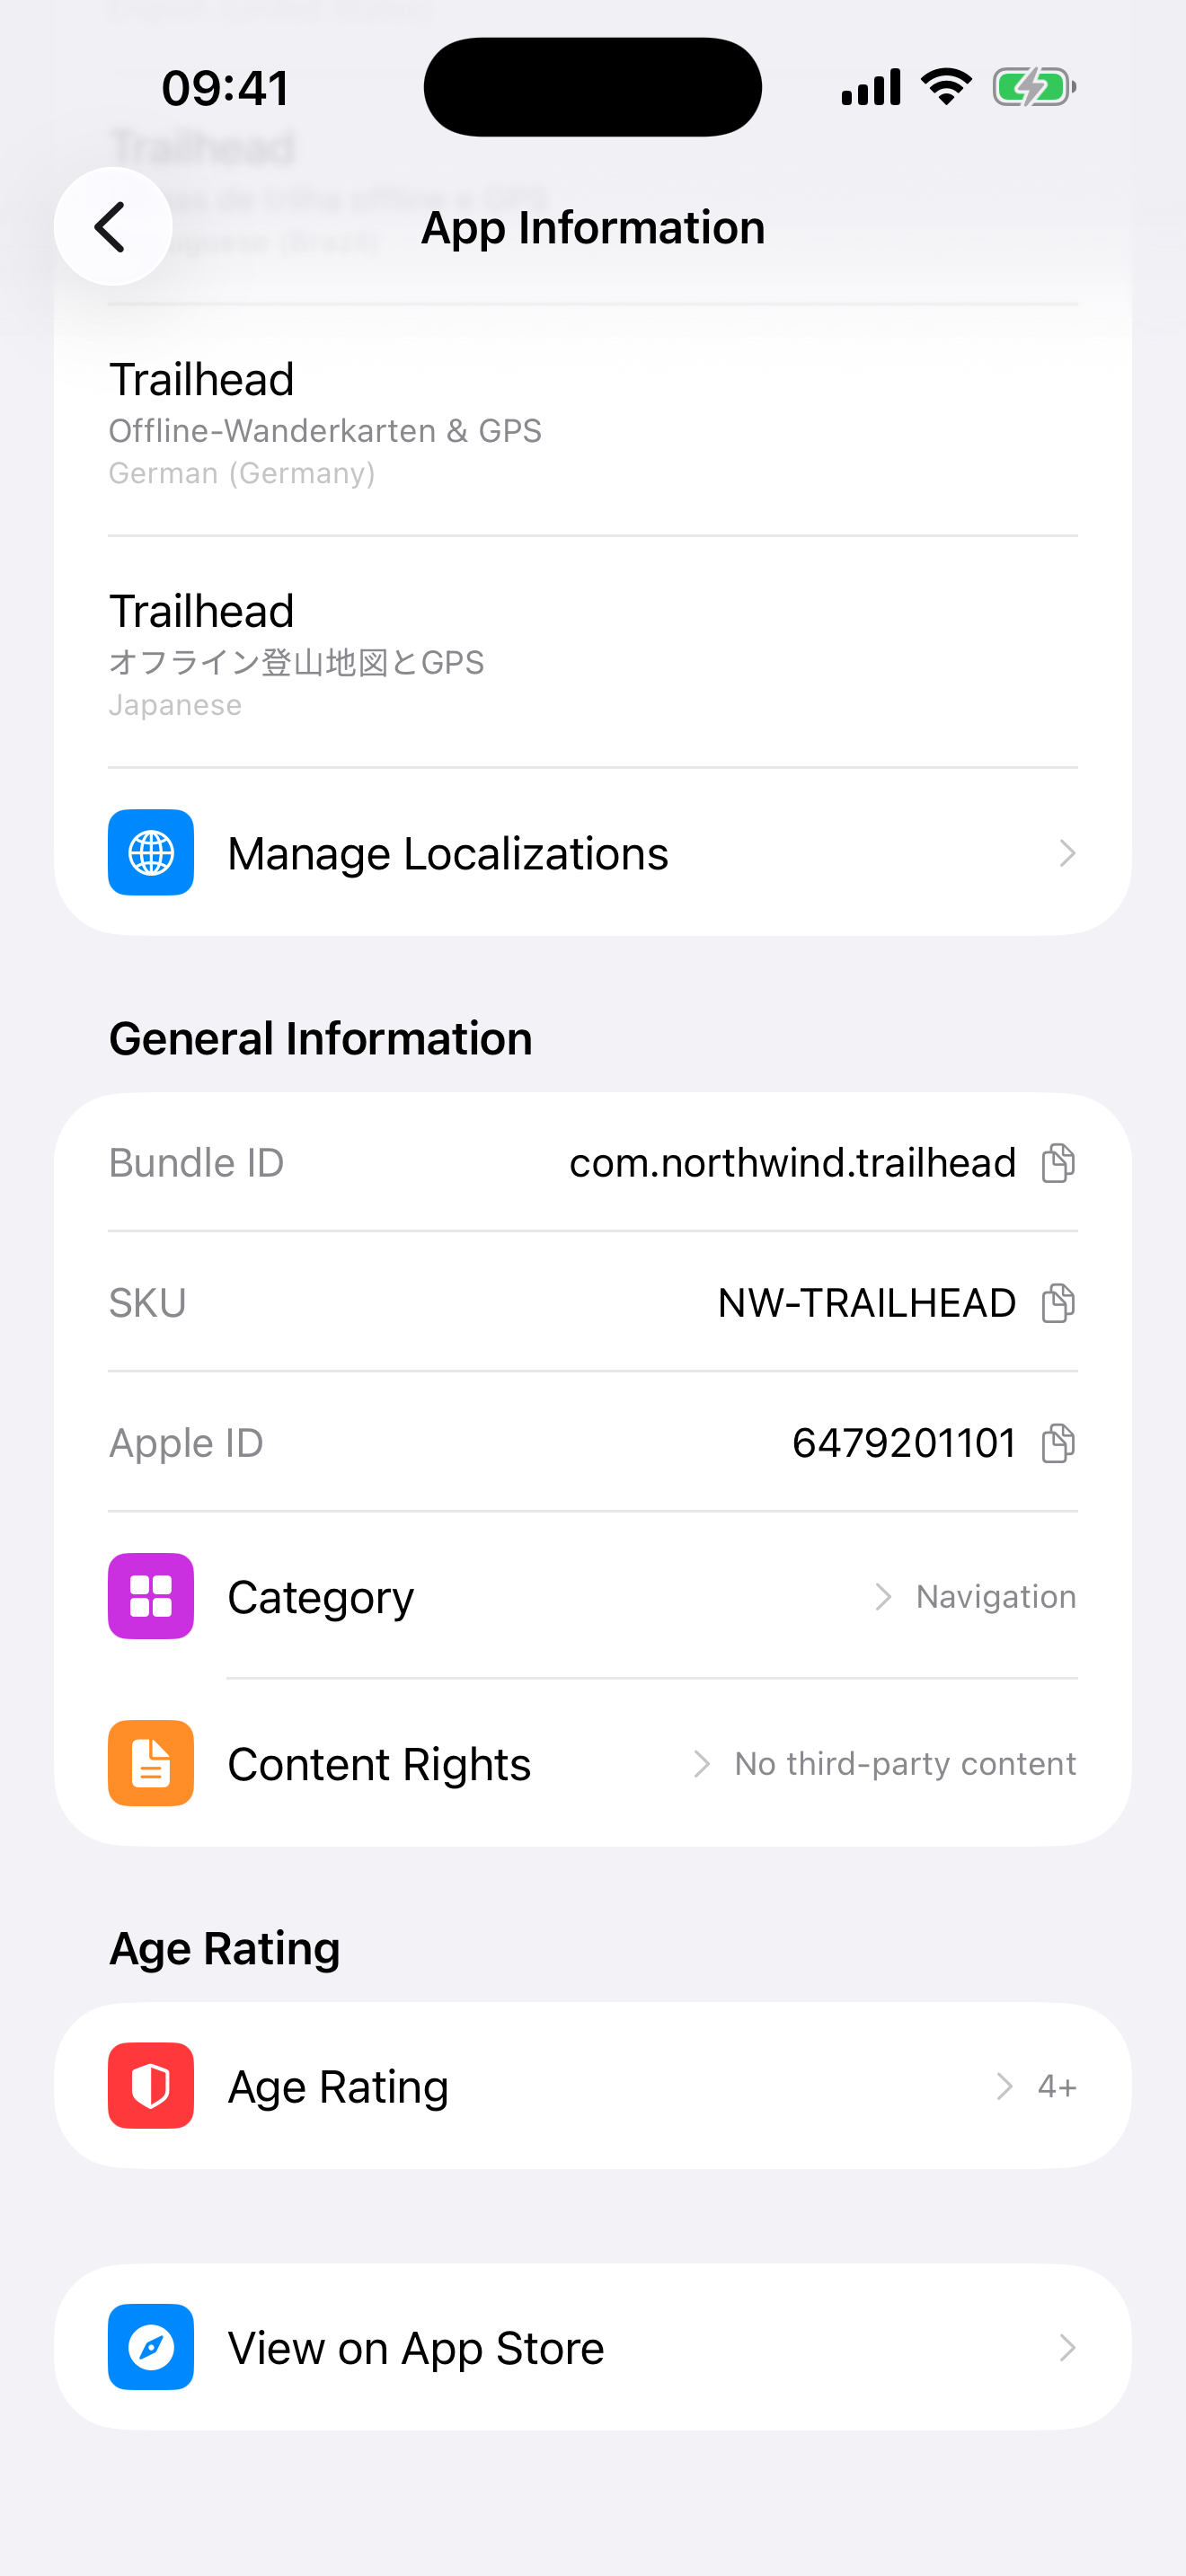 09:41
Trailhead
App Information
Trailhead
Offline-Wanderkarten & GPS
German (Germany)
Trailhead
オフライン登山地図とGPS
Japanese
Manage Localizations
General Information
Bundle ID com.northwind.trailhead
SKU NW-TRAILHEAD
Apple ID 6479201101
Category Navigation
Content Rights No third-party content
Age Rating
Age Rating 4+
View on App Store